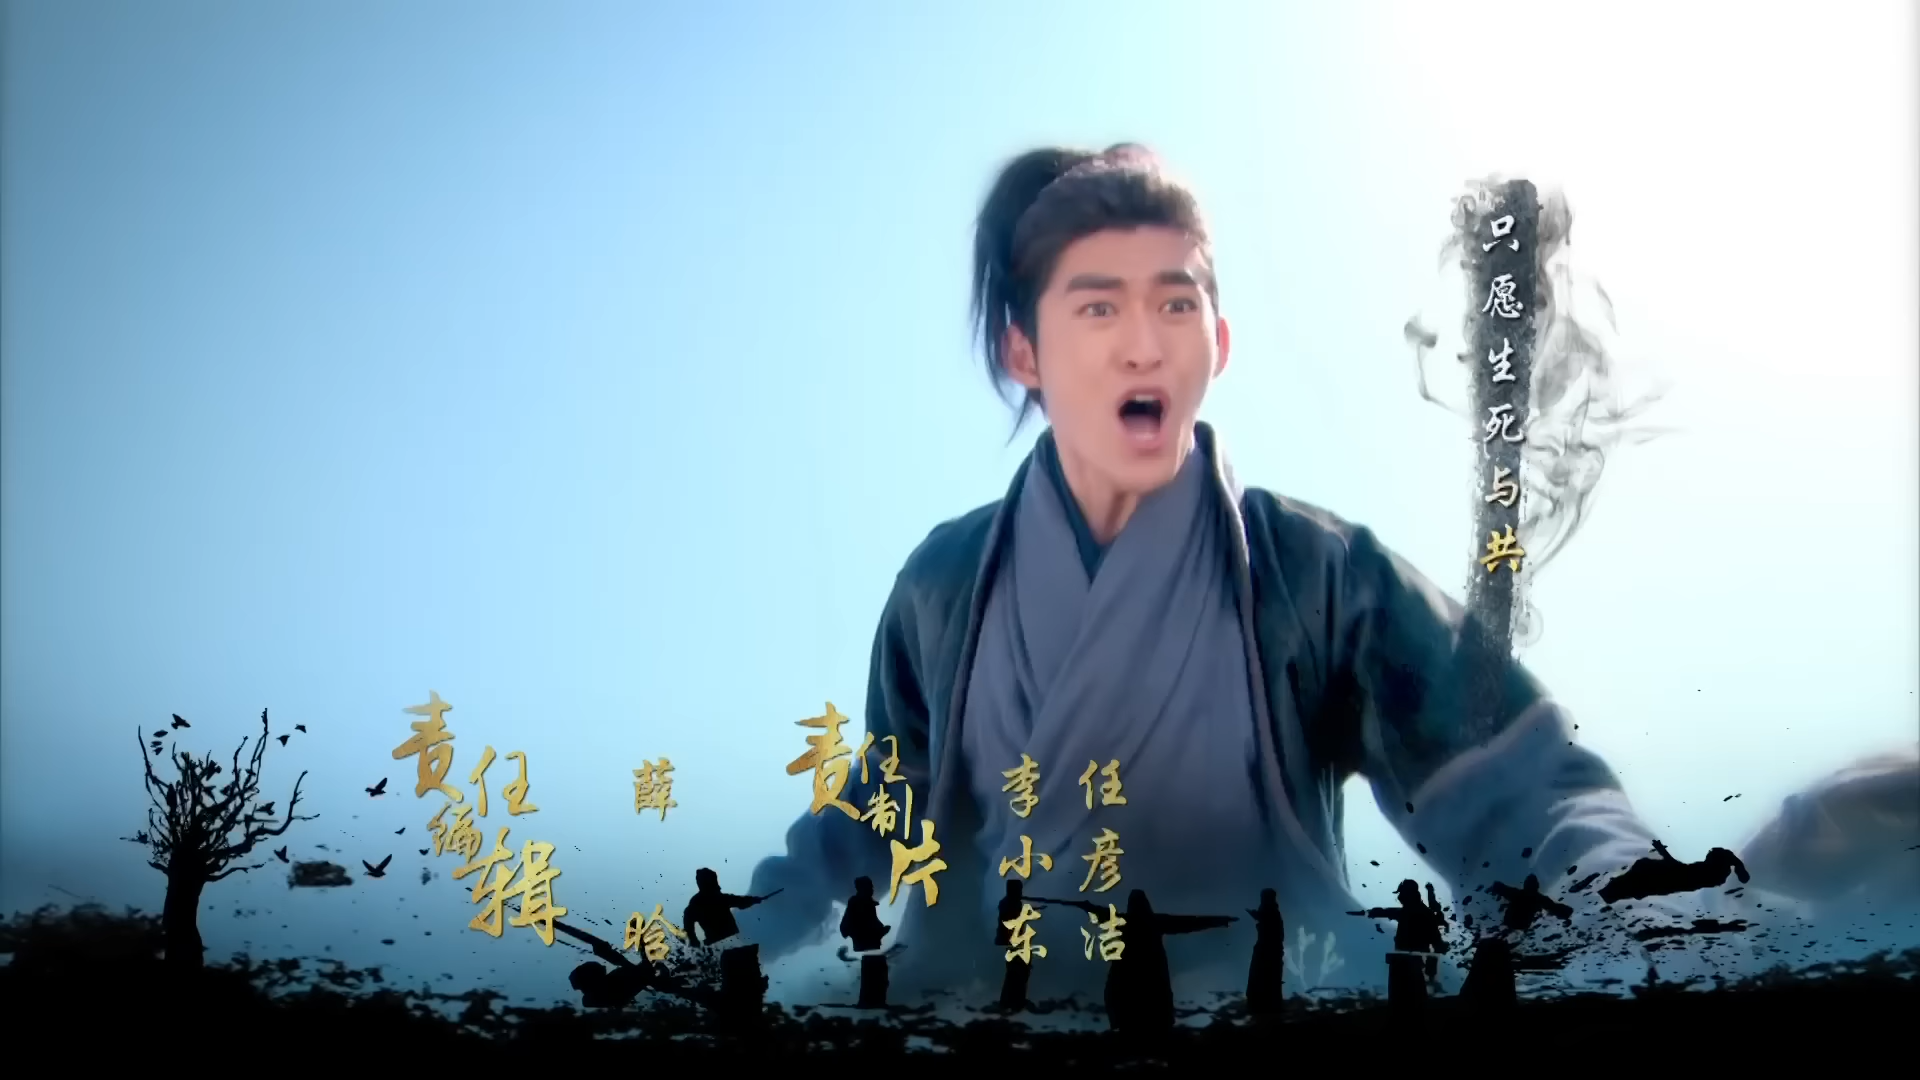 责任编辑
薛晗
责任制片
李小东
任彦洁
只愿生死与共